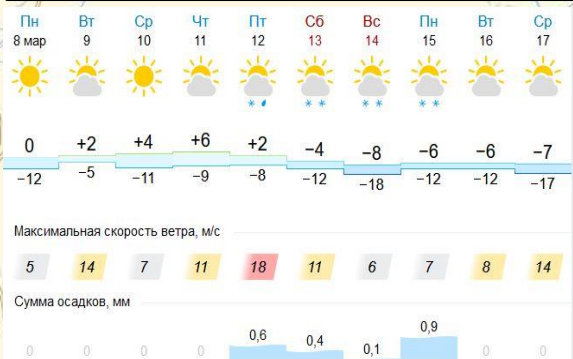 Пн Вт Ср Чт Пт Сб Вс Пн Вт Ср
8 мар 9 10 11 12 13 14 15 16 17
0 +2 +4 +6 +2 −4 −8 −6 −6 −7
−12 −5 −11 −9 −8 −12 −18 −12 −12 −17
Максимальная скорость ветра, м/с
5 14 7 11 18 11 6 7 8 14
Сумма осадков, мм
0 0 0 0 0,6 0,4 0,1 0,9 0 0